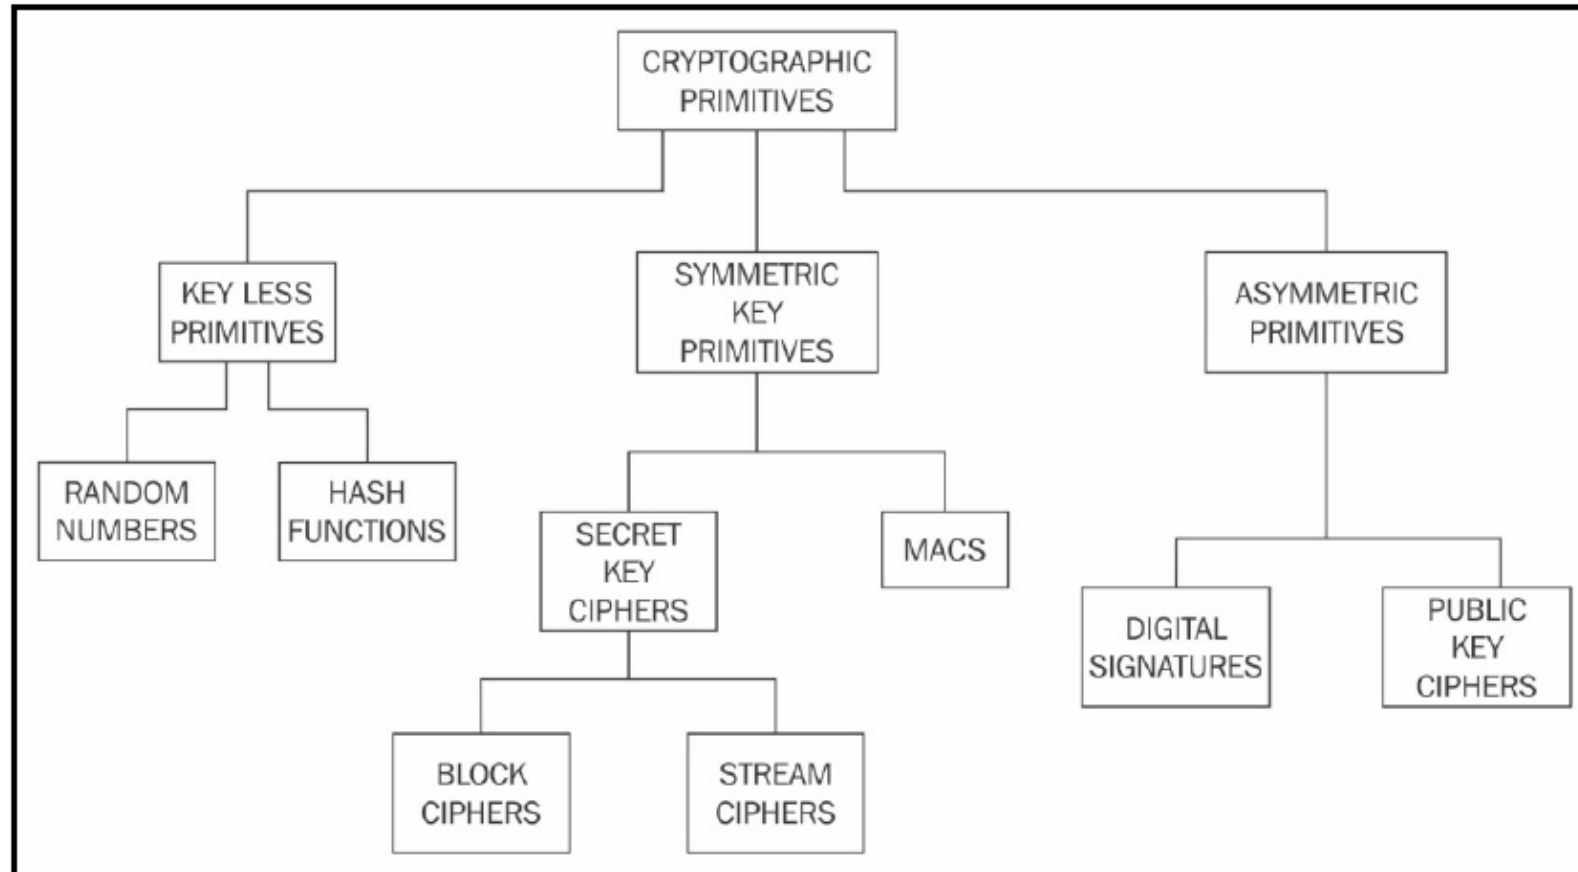 CRYPTOGRAPHIC
PRIMITIVES
KEY LESS
PRIMITIVES
SYMMETRIC
KEY
PRIMITIVES
ASYMMETRIC
PRIMITIVES
RANDOM
NUMBERS
HASH
FUNCTIONS
SECRET
KEY
CIPHERS
MACS
DIGITAL
SIGNATURES
PUBLIC
KEY
CIPHERS
BLOCK
CIPHERS
STREAM
CIPHERS